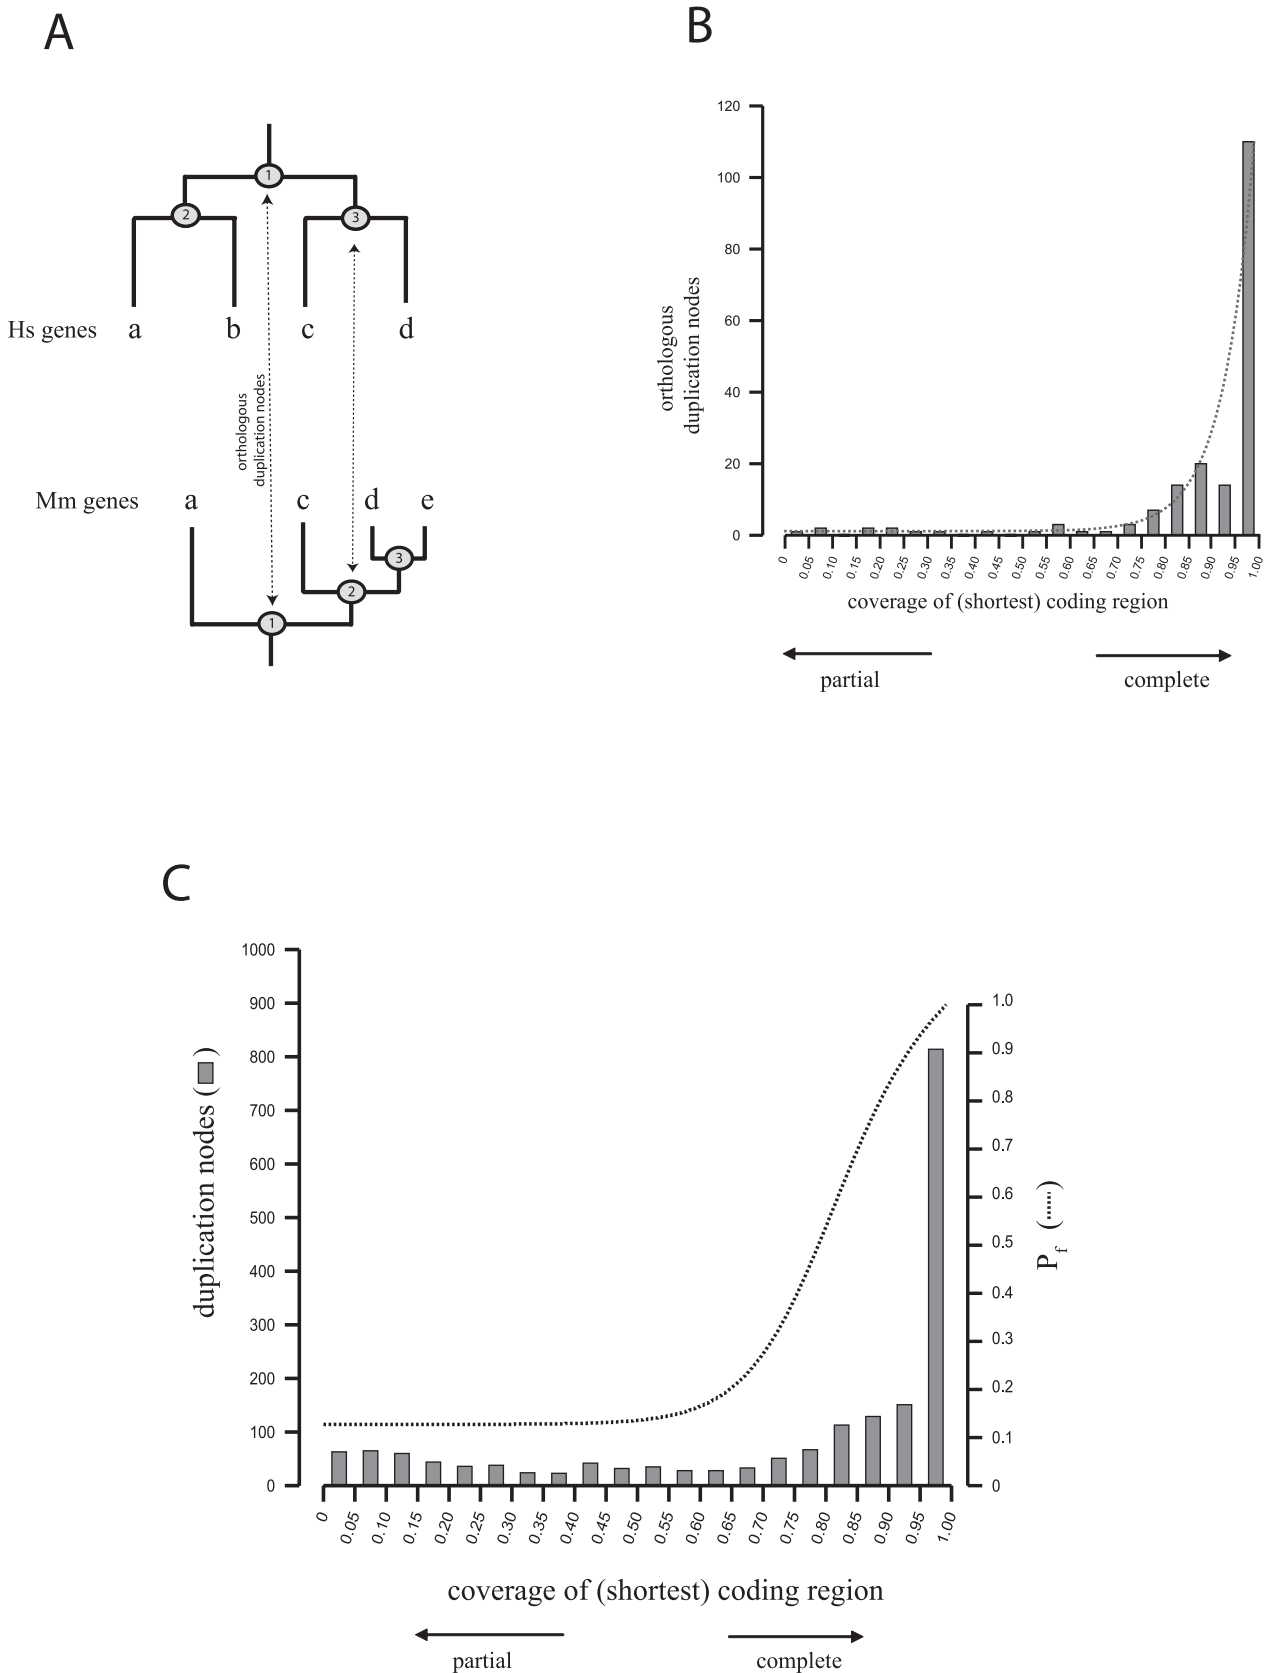 A
1
2
3
Hs genes
a b c d
orthologous
duplication nodes
Mm genes
a c d e
3
2
1
B
120
100
80
60
40
20
0
orthologous
duplication nodes
0 0.05 0.10 0.15 0.20 0.25 0.30 0.35 0.40 0.45 0.50 0.55 0.60 0.65 0.70 0.75 0.80 0.85 0.90 0.95 1.00
coverage of (shortest) coding region
partial
complete
C
1000
900
800
700
600
500
400
300
200
100
0
duplication nodes ( )
1.0
0.9
0.8
0.7
0.6
0.5
0.4
0.3
0.2
0.1
0
Pf (.....)
0 0.05 0.10 0.15 0.20 0.25 0.30 0.35 0.40 0.45 0.50 0.55 0.60 0.65 0.70 0.75 0.80 0.85 0.90 0.95 1.00
coverage of (shortest) coding region
partial
complete